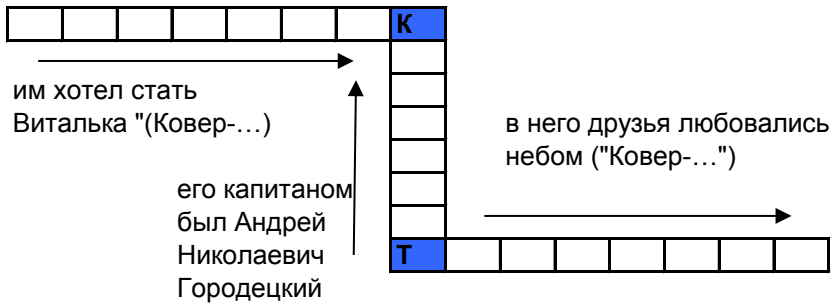 К
им хотел стать
Виталька "(Ковер-…)
в него друзья любовались
небом ("Ковер-…")
его капитаном
был Андрей
Николаевич
Городецкий
Т